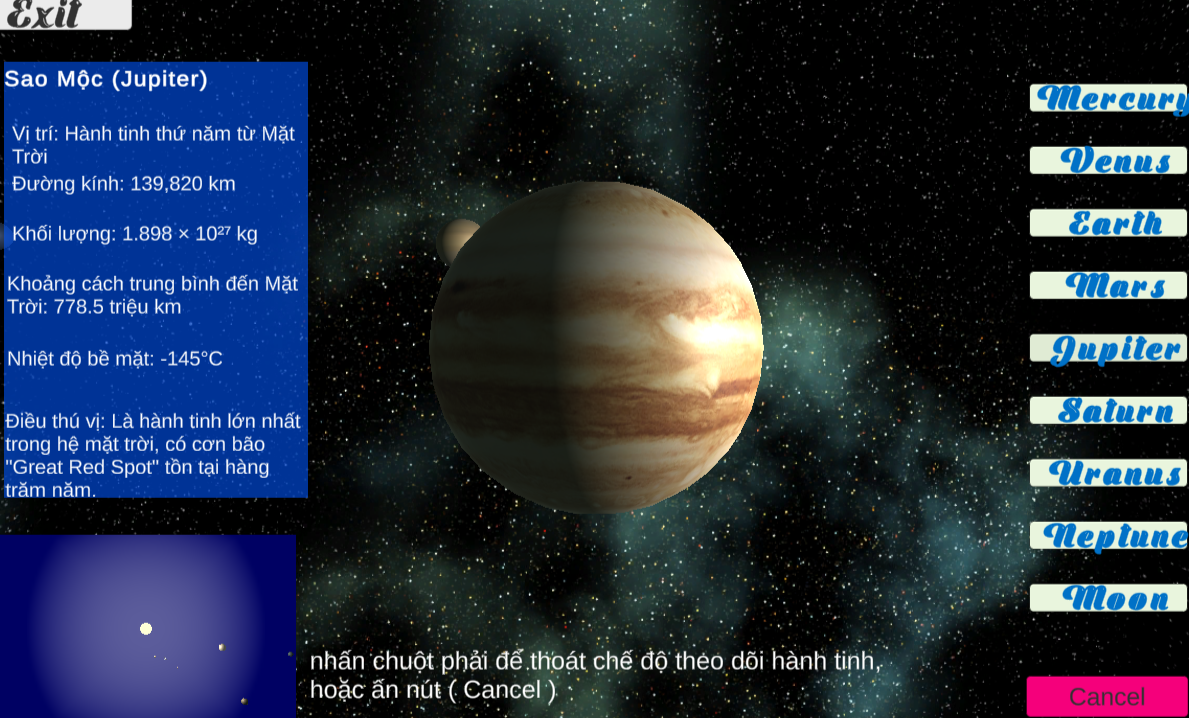 Exit
Sao Mộc (Jupiter)
Vị trí: Hành tinh thứ năm từ Mặt
Trời
Đường kính: 139,820 km
Khối lượng: 1.898 × 10²⁷ kg
Khoảng cách trung bình đến Mặt
Trời: 778.5 triệu km
Nhiệt độ bề mặt: -145°C
Điều thú vị: Là hành tinh lớn nhất
trong hệ mặt trời, có cơn bão
"Great Red Spot" tồn tại hàng
trăm năm.
Mercury
Venus
Earth
Mars
Jupiter
Saturn
Uranus
Neptune
Moon
nhấn chuột phải để thoát chế độ theo dõi hành tinh,
hoặc ấn nút ( Cancel )
Cancel